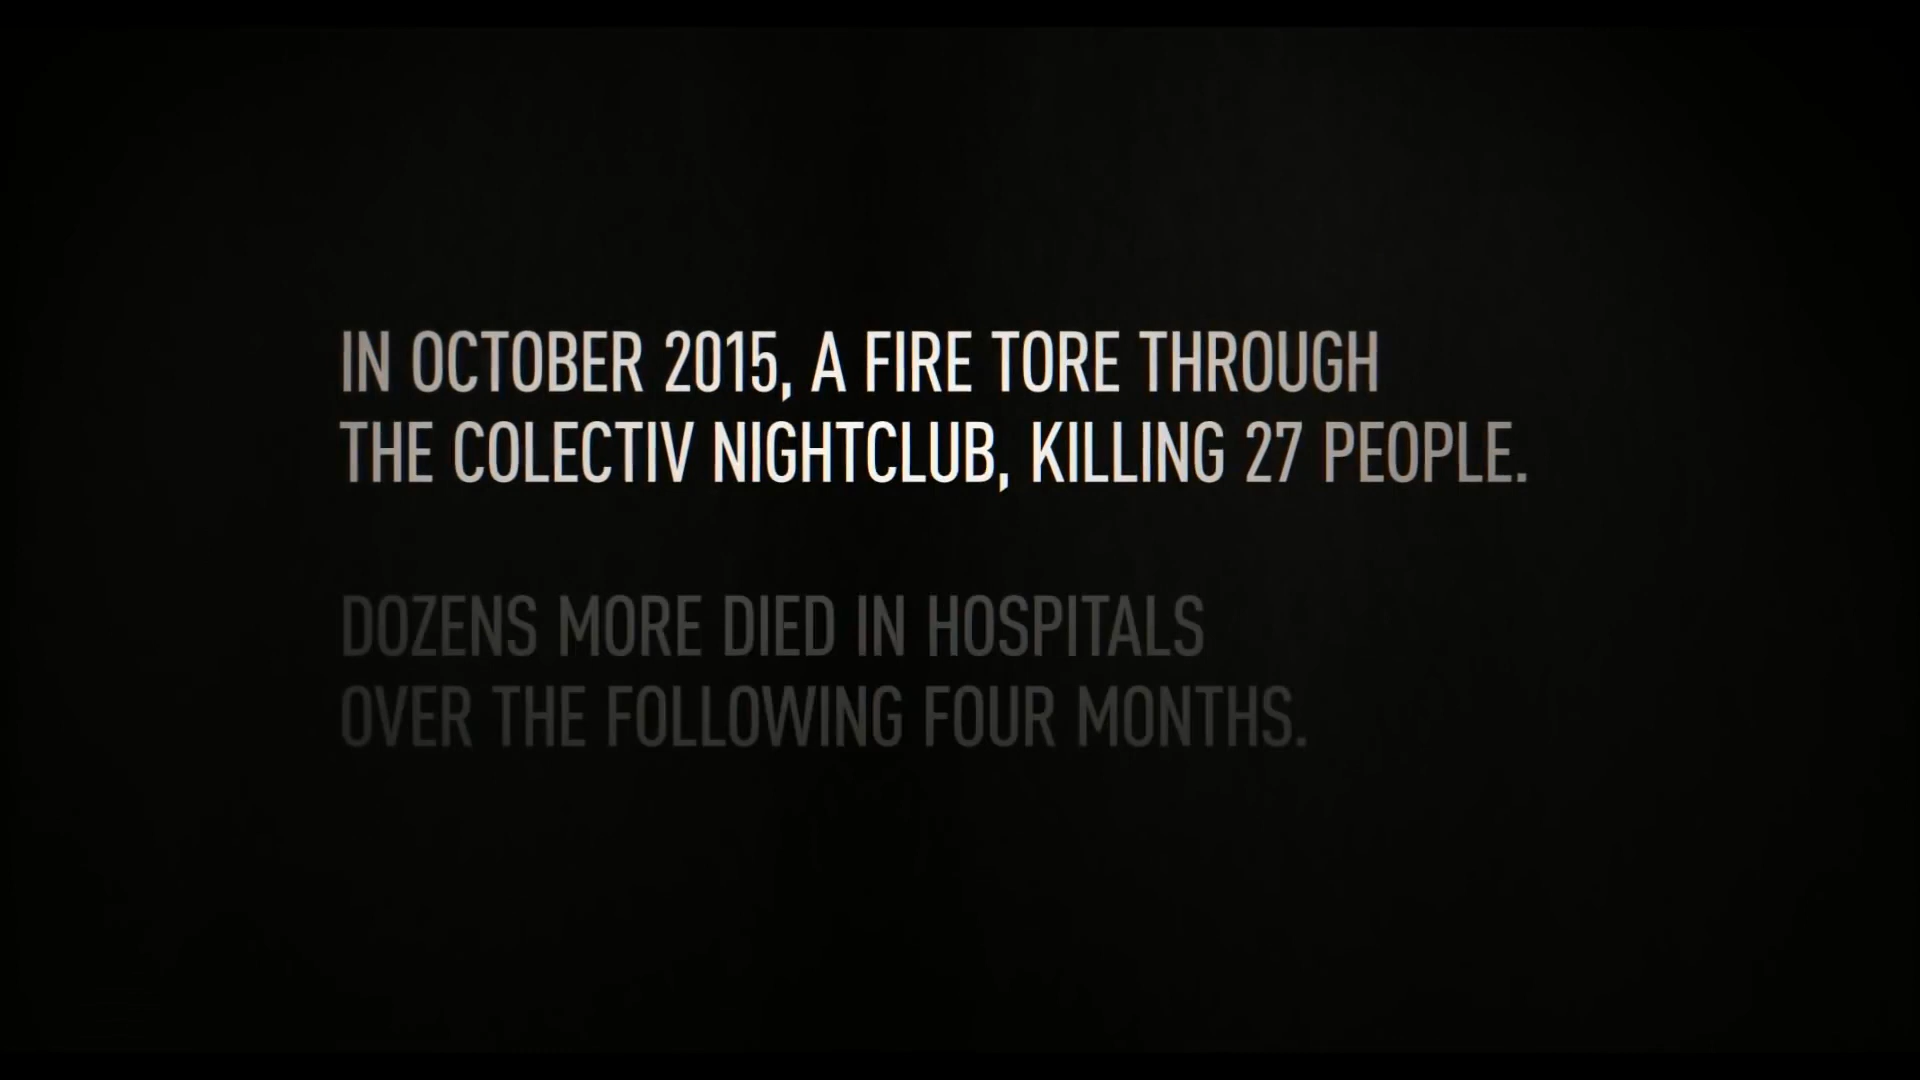 IN OCTOBER 2015, A FIRE TORE THROUGH
THE COLECTIV NIGHTCLUB, KILLING 27 PEOPLE.
DOZENS MORE DIED IN HOSPITALS
OVER THE FOLLOWING FOUR MONTHS.